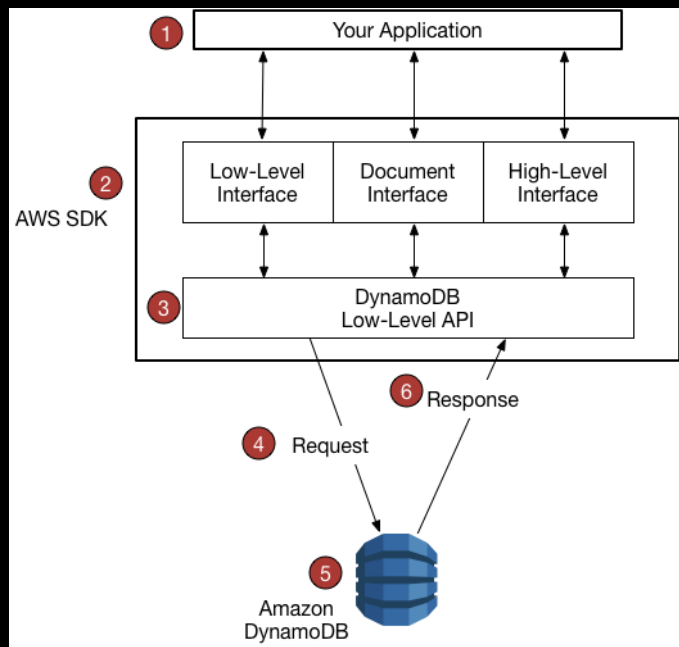 1
Your Application
2
AWS SDK
Low-Level
Interface
Document
Interface
High-Level
Interface
3
DynamoDB
Low-Level API
4
Request
6
Response
5
Amazon
DynamoDB